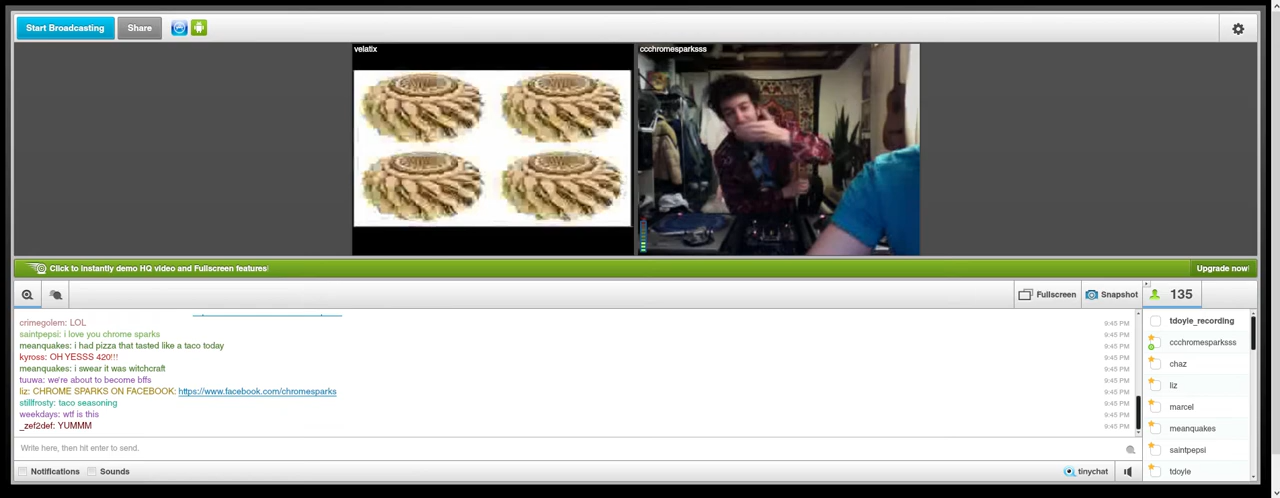 Start Broadcasting
Share
velatix
ccchromesparksss
Click to instantly demo HQ video and Fullscreen features!
Upgrade now!
Fullscreen
Snapshot
135
crimegolem: LOL 9:45 PM
saintpepsi: i love you chrome sparks 9:45 PM
meanquakes: i had pizza that tasted like a taco today 9:45 PM
kyross: OH YESSS 420!!! 9:45 PM
meanquakes: i swear it was witchcraft 9:45 PM
tuuwa: we're about to become bffs 9:45 PM
liz: CHROME SPARKS ON FACEBOOK: https://www.facebook.com/chromesparks 9:45 PM
stillfrosty: taco seasoning 9:45 PM
weekdays: wtf is this 9:45 PM
_zef2def: YUMMM 9:45 PM
tdoyle_recording
ccchromesparksss
chaz
liz
marcel
meanquakes
saintpepsi
tdoyle
Write here, then hit enter to send.
Notifications
Sounds
tinychat